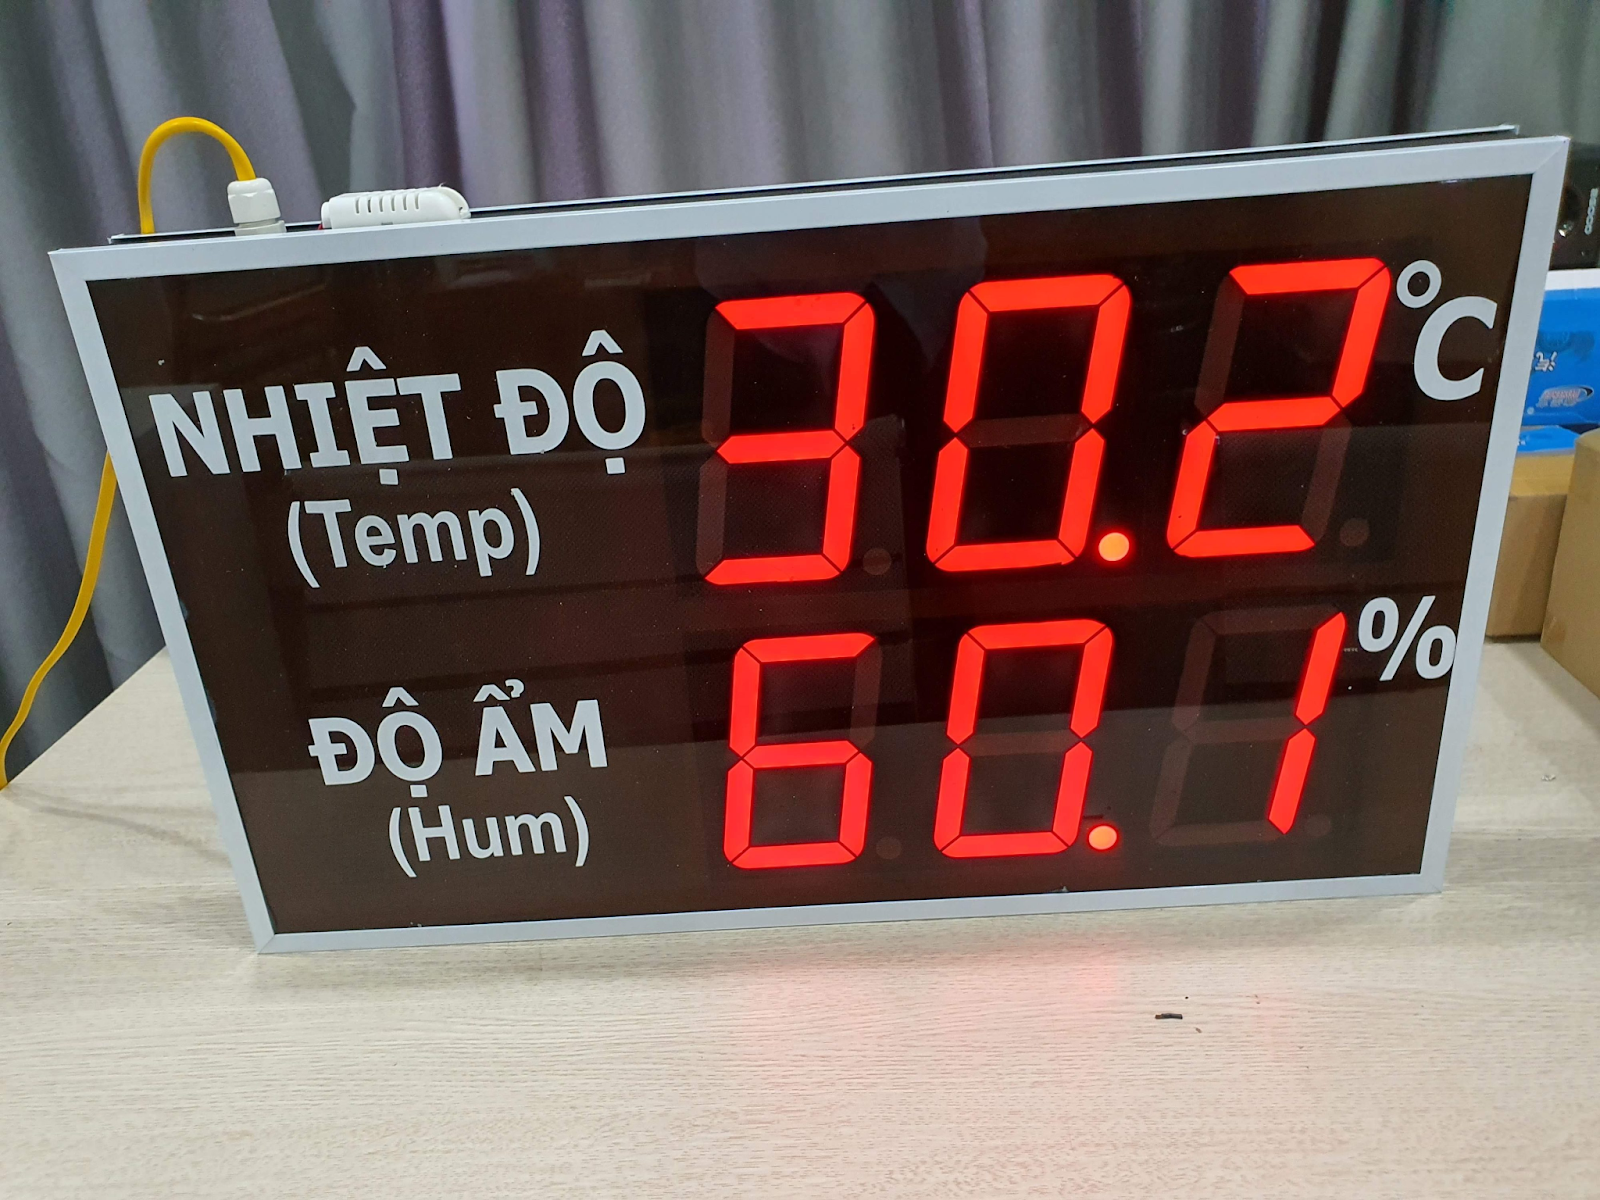 NHIỆT ĐỘ
(Temp)
30.2
°C
ĐỘ ẨM
(Hum)
60.1
%